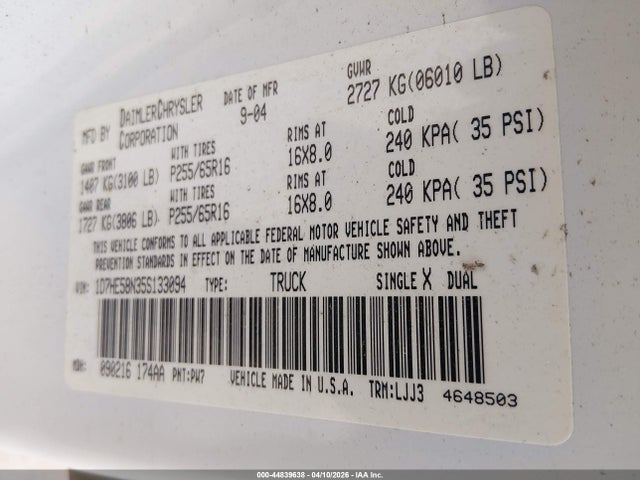 MFD BY DAIMLERCHRYSLER CORPORATION DATE OF MFR 9-04 GVWR 2727 KG(06010 LB)
GAWR FRONT 1407 KG(3100 LB) WITH TIRES P255/65R16 RIMS AT 16X8.0 COLD 240 KPA( 35 PSI)
GAWR REAR 1727 KG(3806 LB) WITH TIRES P255/65R16 RIMS AT 16X8.0 COLD 240 KPA( 35 PSI)
THIS VEHICLE CONFORMS TO ALL APPLICABLE FEDERAL MOTOR VEHICLE SAFETY AND THEFT
PREVENTION STANDARDS IN EFFECT ON THE DATE OF MANUFACTURE SHOWN ABOVE.
VIN: 1D7HE58N35S133094 TYPE: TRUCK SINGLE X DUAL
MDH: 090216 174AA PNT:PW7 VEHICLE MADE IN U.S.A. TRM:LJJ3 4648503
000-44839638 - 04/10/2026 - IAA Inc.